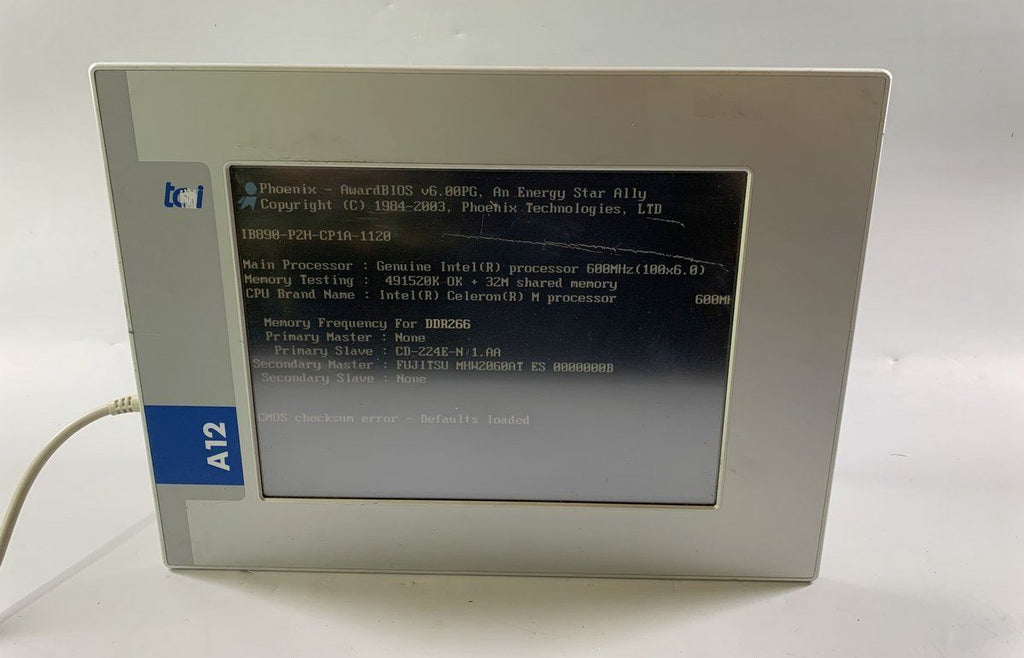 Phoenix - AwardBIOS v6.00PG, An Energy Star Ally
Copyright (C) 1984-2003, Phoenix Technologies, LTD
IB890-P2H-CP1A-1120
Main Processor : Genuine Intel(R) processor 600MHz(100x6.0)
Memory Testing : 491520K OK + 32M shared memory
CPU Brand Name : Intel(R) Celeron(R) M processor 600MH
Memory Frequency For DDR266
Primary Master : None
Primary Slave : CD-224E-N 1.AA
Secondary Master : FUJITSU MHW2060AT ES 0000000B
Secondary Slave : None
CMOS checksum error - Defaults loaded
A12